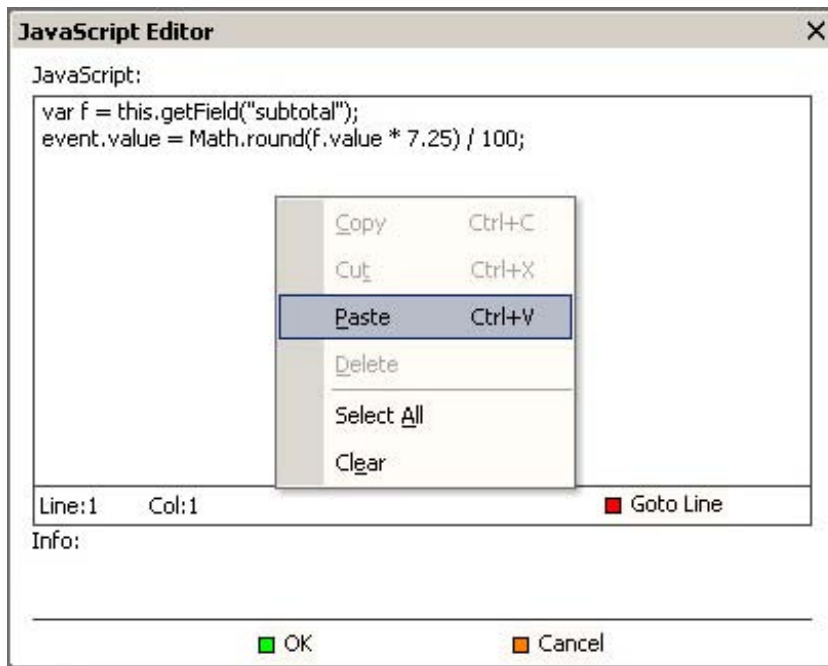 JavaScript Editor
JavaScript:
var f = this.getField("subtotal");
event.value = Math.round(f.value * 7.25) / 100;
Copy Ctrl+C
Cut Ctrl+X
Paste Ctrl+V
Delete
Select All
Clear
Line:1 Col:1 Goto Line
Info:
OK Cancel